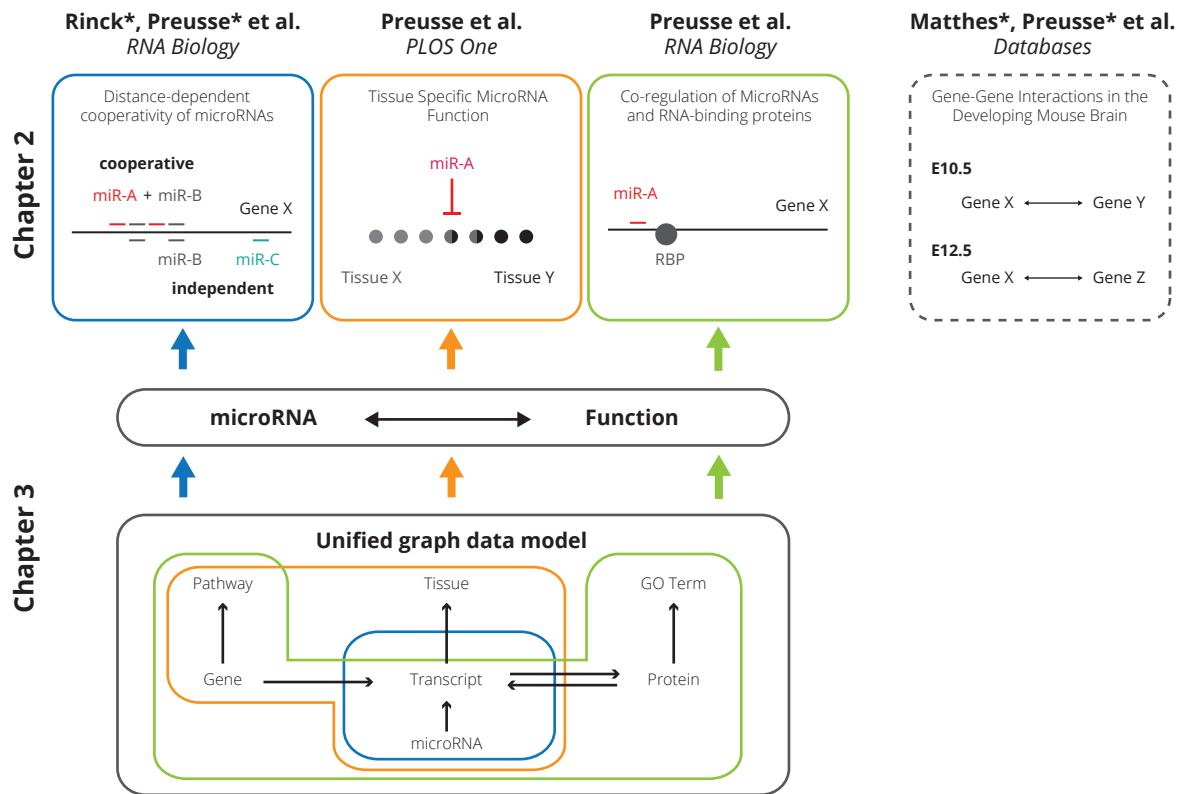 Rinck*, Preusse* et al.
RNA Biology
Preusse et al.
PLOS One
Preusse et al.
RNA Biology
Matthes*, Preusse* et al.
Databases
Chapter 2
Distance-dependent
cooperativity of microRNAs
cooperative
miR-A + miR-B
Gene X
miR-B
miR-C
independent
Tissue Specific MicroRNA
Function
miR-A
Tissue X
Tissue Y
Co-regulation of MicroRNAs
and RNA-binding proteins
miR-A
Gene X
RBP
Gene-Gene Interactions in the
Developing Mouse Brain
E10.5
Gene X
Gene Y
E12.5
Gene X
Gene Z
microRNA
Function
Chapter 3
Unified graph data model
Pathway
Tissue
GO Term
Gene
Transcript
Protein
microRNA